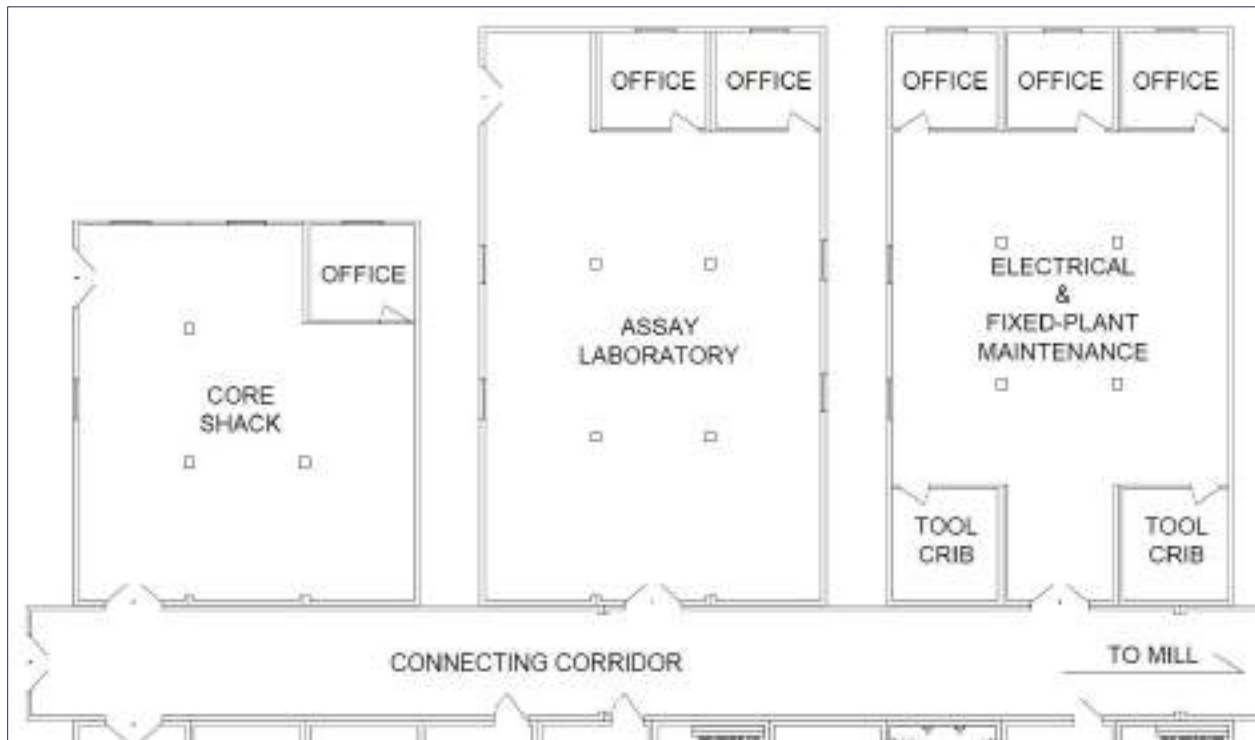 OFFICE
OFFICE
OFFICE
OFFICE
OFFICE
OFFICE
ELECTRICAL
&
FIXED-PLANT
MAINTENANCE
ASSAY
LABORATORY
CORE
SHACK
TOOL
CRIB
TOOL
CRIB
CONNECTING CORRIDOR
TO MILL